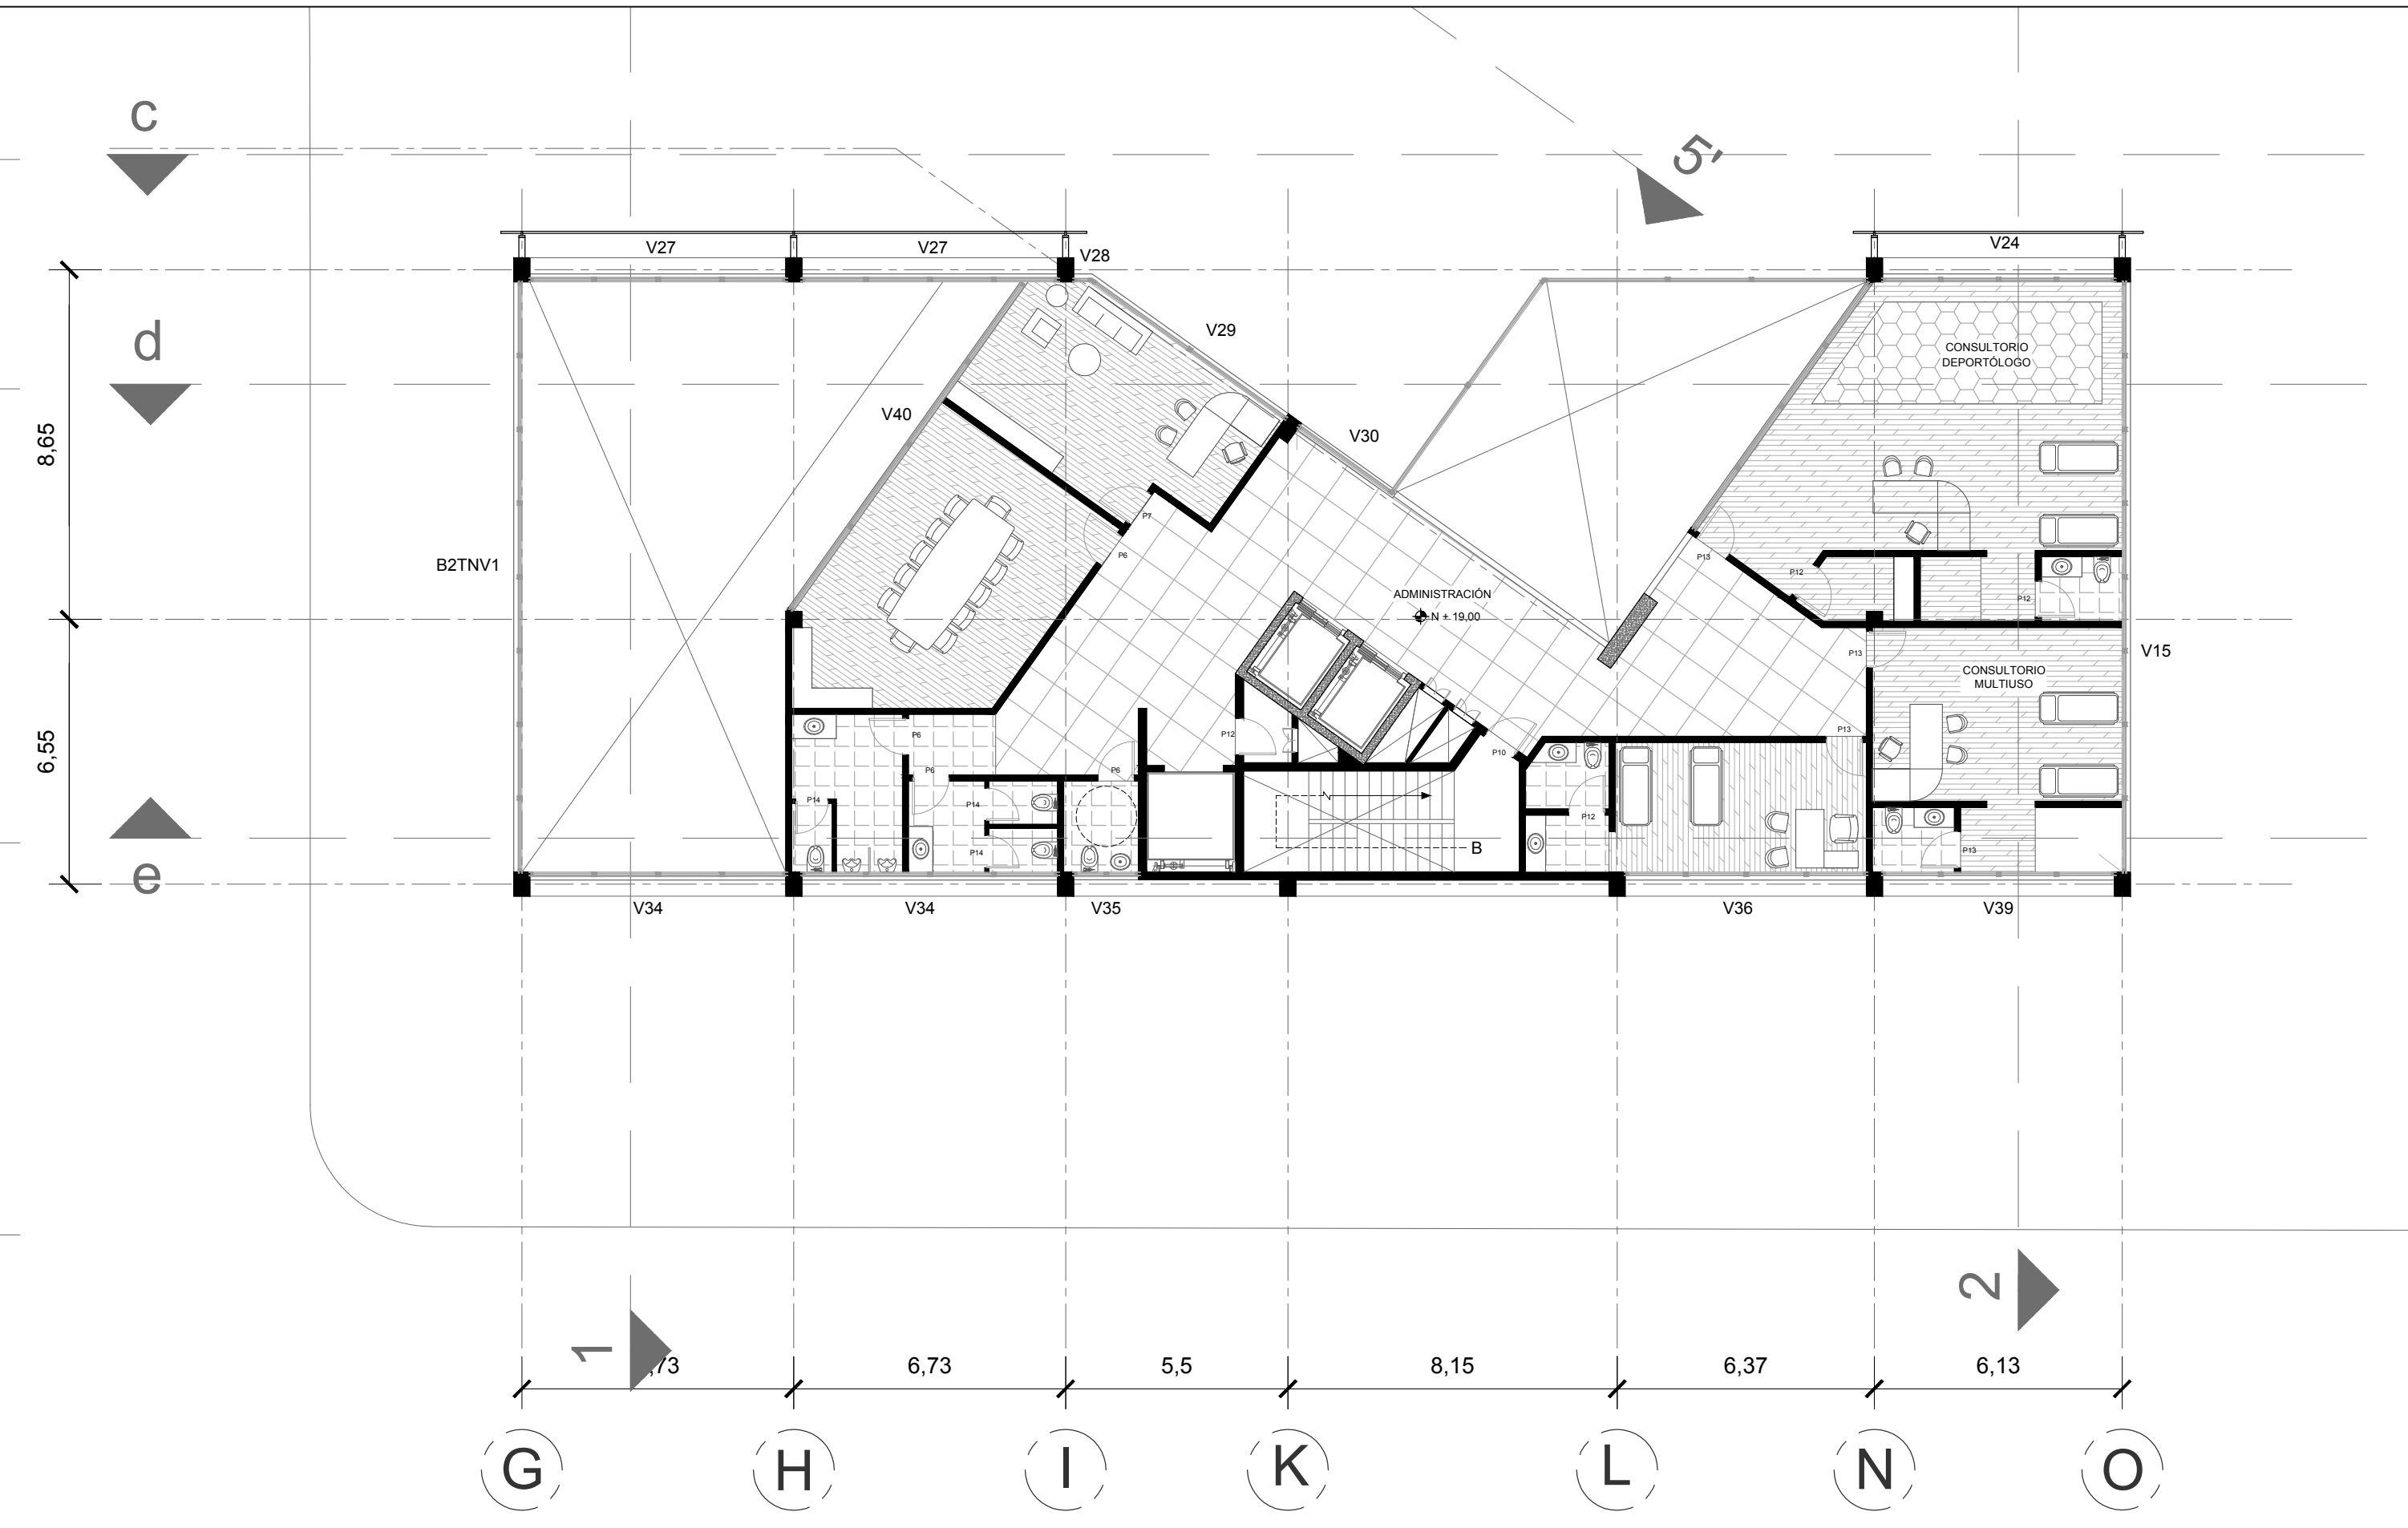 c
5'
V27
V27
V28
V24
d
V29
CONSULTORIO
DEPORTÓLOGO
V40
V30
8,65
P7
P6
B2TNV1
P13
P12
ADMINISTRACIÓN
N + 19,00
P12
P13
V15
CONSULTORIO
MULTIUSO
6,55
P6
P12
P13
P10
P6
P6
P14
P14
P12
B
P14
P13
e
V34
V34
V35
V36
V39
2
1
,73
6,73
5,5
8,15
6,37
6,13
G
H
I
K
L
N
O